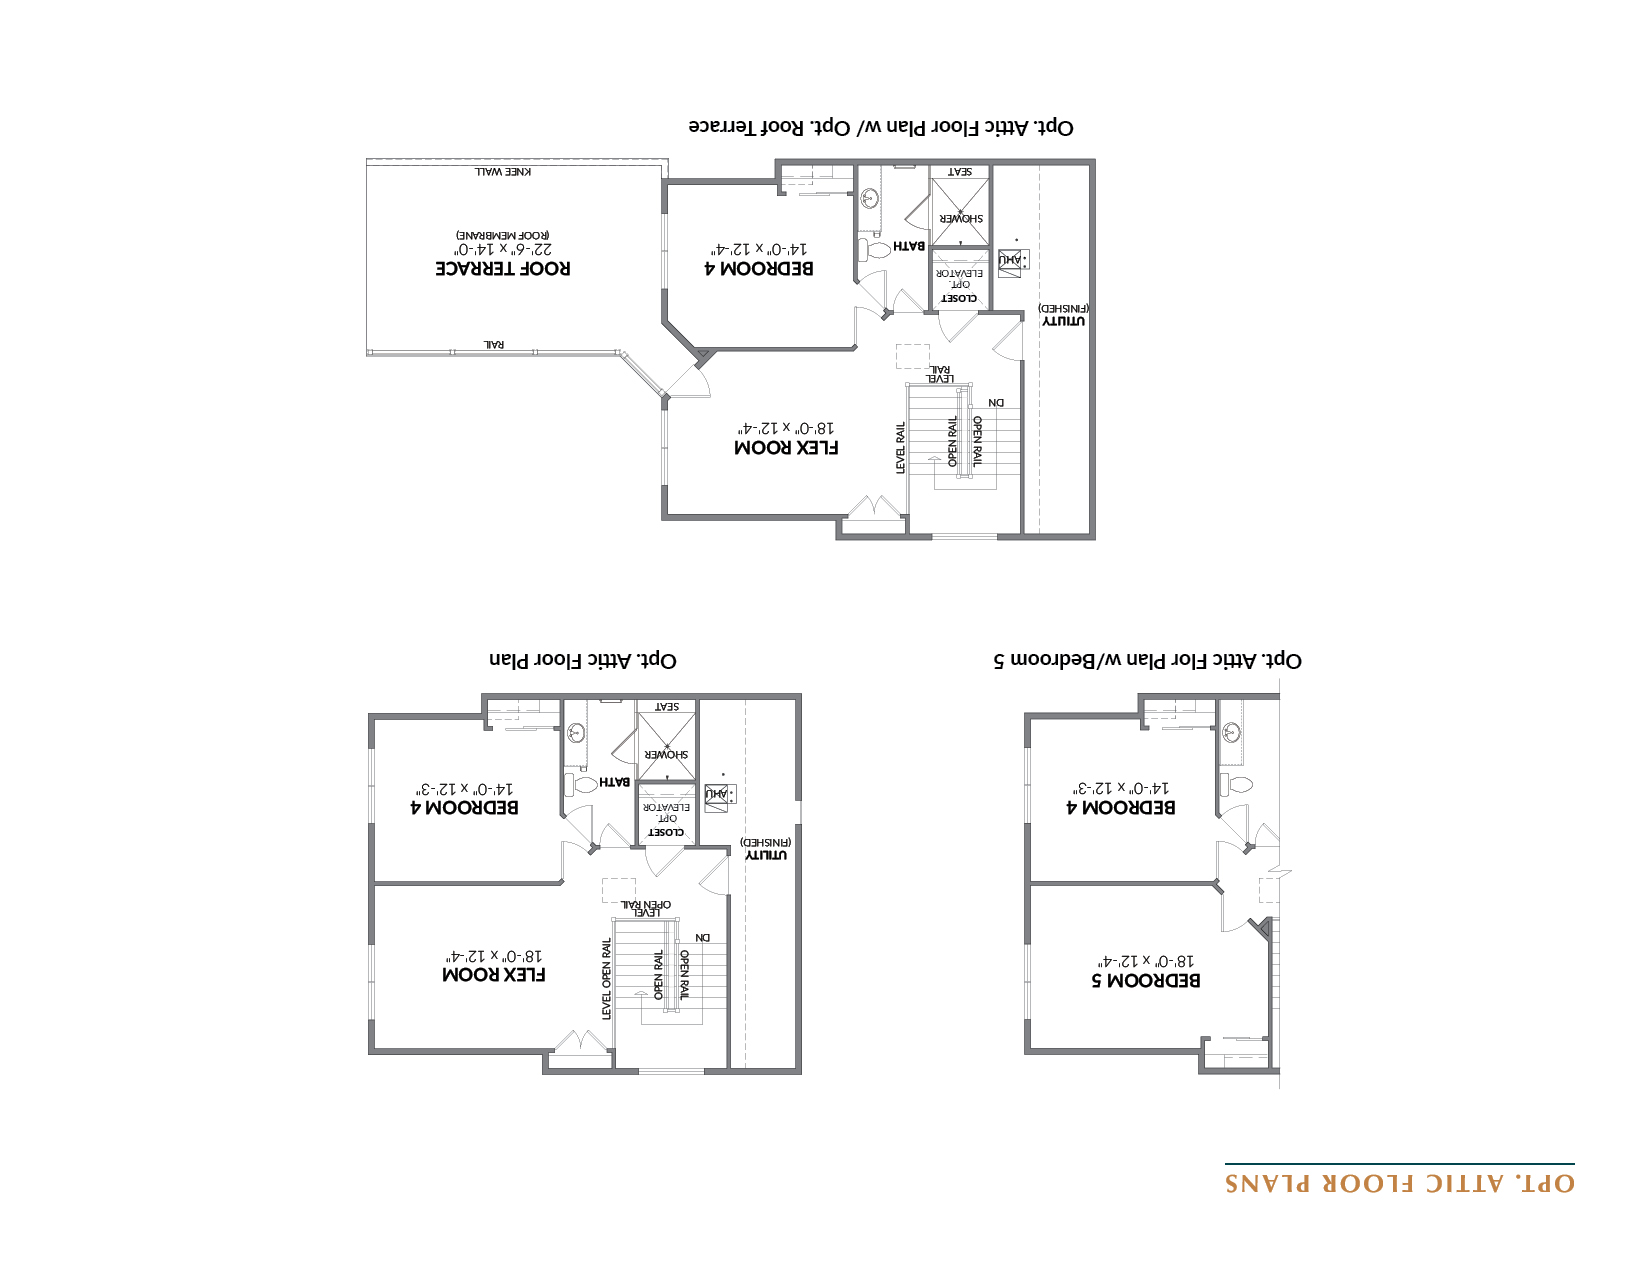 OPT. ATTIC FLOOR PLANS
BEDROOM 5
18'-0" x 12'-4"
BEDROOM 4
14'-0" x 12'-3"
Opt. Attic Flor Plan w/Bedroom 5
OPEN RAIL
OPEN RAIL
LEVEL OPEN RAIL
DN
LEVEL
OPEN RAIL
FLEX ROOM
18'-0" x 12'-4"
UTILITY
(FINISHED)
CLOSET
OPT.
ELEVATOR
AHU
BATH
SHOWER
SEAT
BEDROOM 4
14'-0" x 12'-3"
Opt. Attic Floor Plan
OPEN RAIL
OPEN RAIL
LEVEL RAIL
DN
LEVEL
RAIL
FLEX ROOM
18'-0" x 12'-4"
UTILITY
(FINISHED)
CLOSET
OPT.
ELEVATOR
AHU
BATH
SHOWER
SEAT
BEDROOM 4
14'-0" x 12'-4"
RAIL
ROOF TERRACE
22'-6" x 14'-0"
(ROOF MEMBRANE)
KNEE WALL
Opt. Attic Floor Plan w/ Opt. Roof Terrace